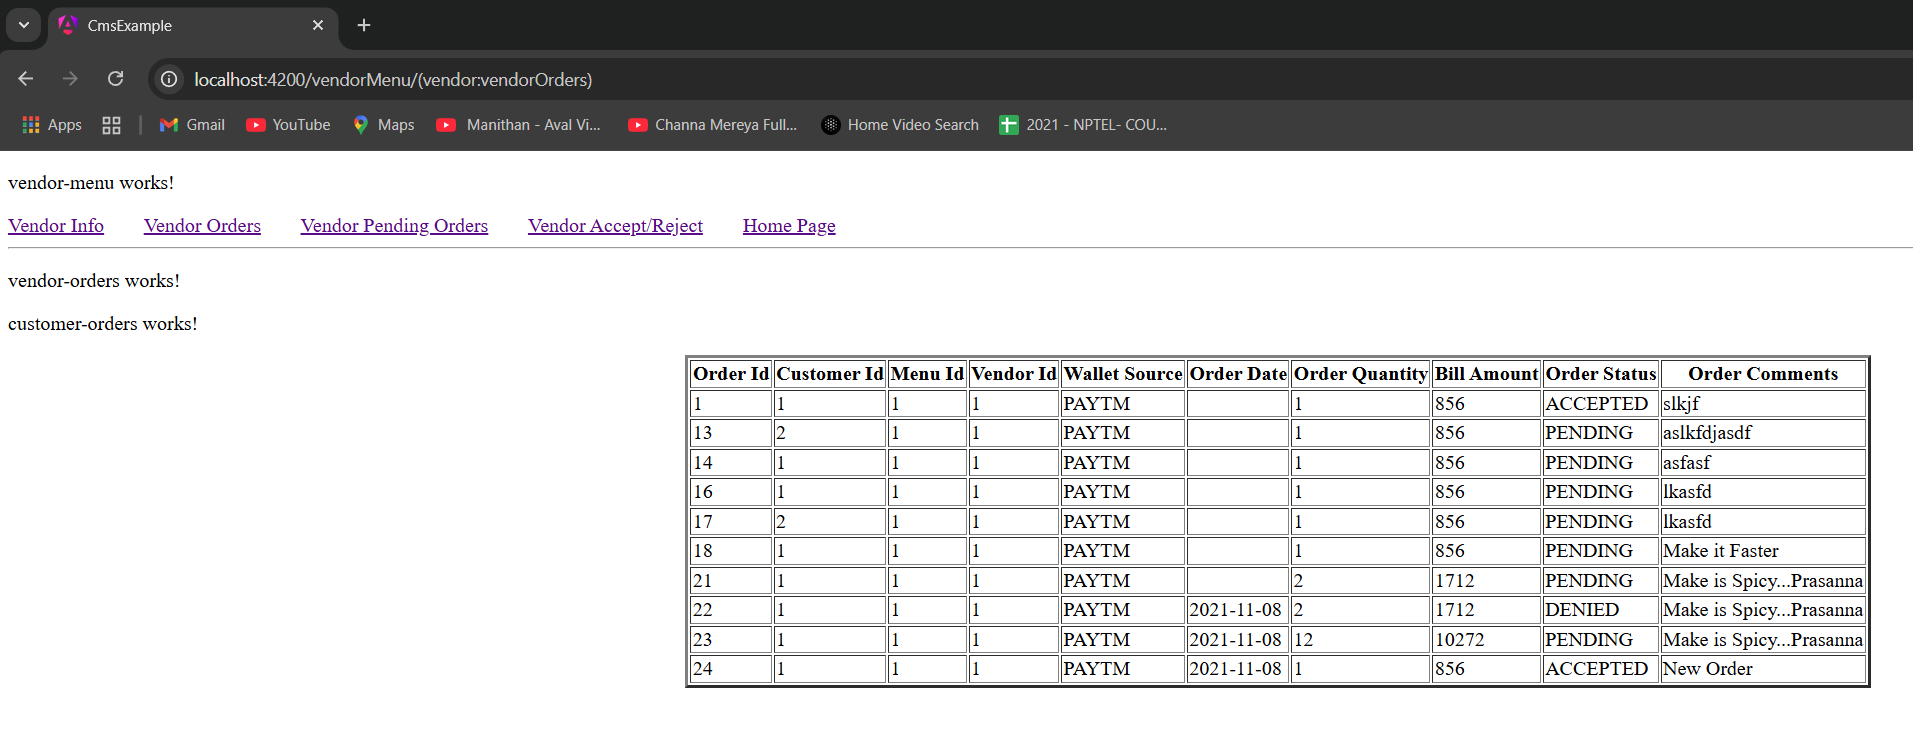 CmsExample
localhost:4200/vendorMenu/(vendor:vendorOrders)
Apps Gmail YouTube Maps Manithan - Aval Vi... Channa Mereya Full... Home Video Search 2021 - NPTEL- COU...
vendor-menu works!
Vendor Info Vendor Orders Vendor Pending Orders Vendor Accept/Reject Home Page
vendor-orders works!
customer-orders works!
Order Id Customer Id Menu Id Vendor Id Wallet Source Order Date Order Quantity Bill Amount Order Status Order Comments
1 1 1 1 PAYTM 1 856 ACCEPTED slkjf
13 2 1 1 PAYTM 1 856 PENDING aslkfdjasdf
14 1 1 1 PAYTM 1 856 PENDING asfasf
16 1 1 1 PAYTM 1 856 PENDING lkasfd
17 2 1 1 PAYTM 1 856 PENDING lkasfd
18 1 1 1 PAYTM 1 856 PENDING Make it Faster
21 1 1 1 PAYTM 2 1712 PENDING Make is Spicy...Prasanna
22 1 1 1 PAYTM 2021-11-08 2 1712 DENIED Make is Spicy...Prasanna
23 1 1 1 PAYTM 2021-11-08 12 10272 PENDING Make is Spicy...Prasanna
24 1 1 1 PAYTM 2021-11-08 1 856 ACCEPTED New Order